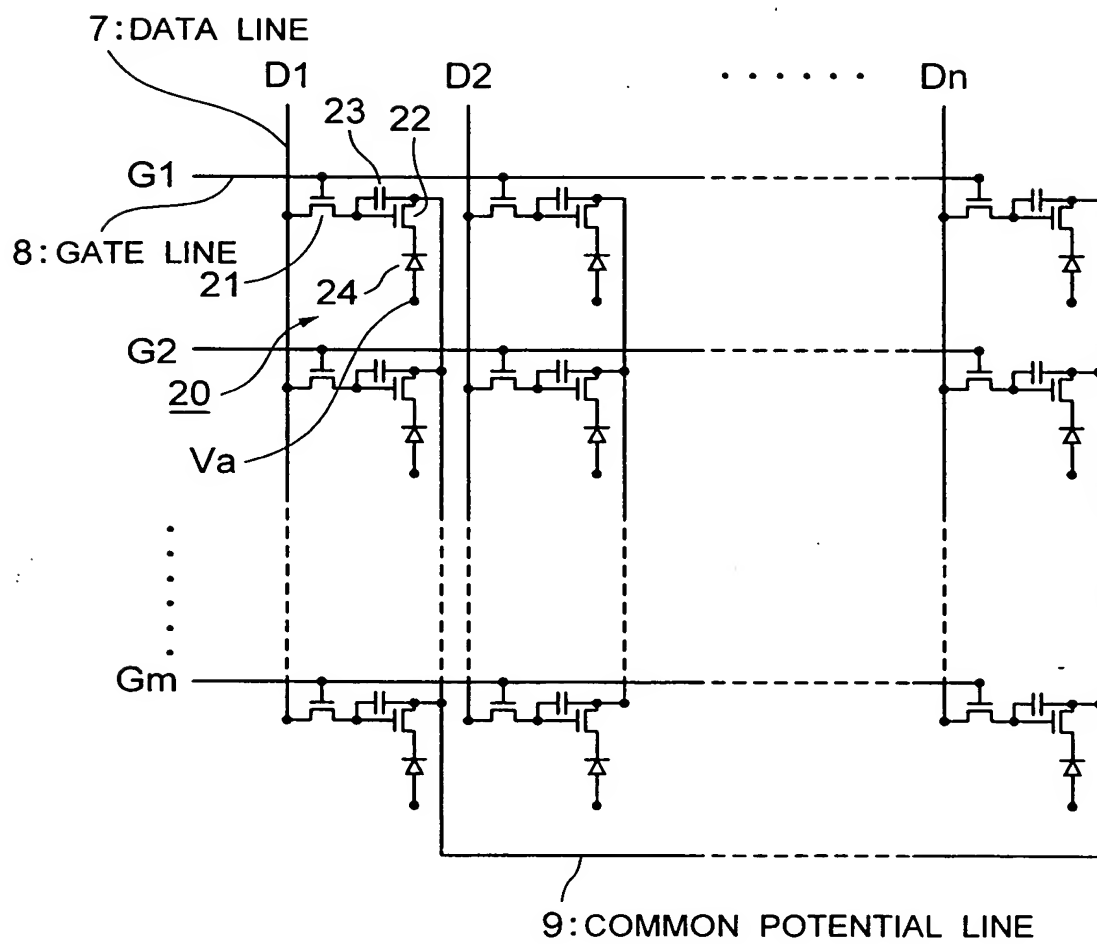 7:DATA LINE
D1 D2 · · · · · · Dn
23 22
G1
8:GATE LINE
21 24
G2
20
Va
Gm
9:COMMON POTENTIAL LINE